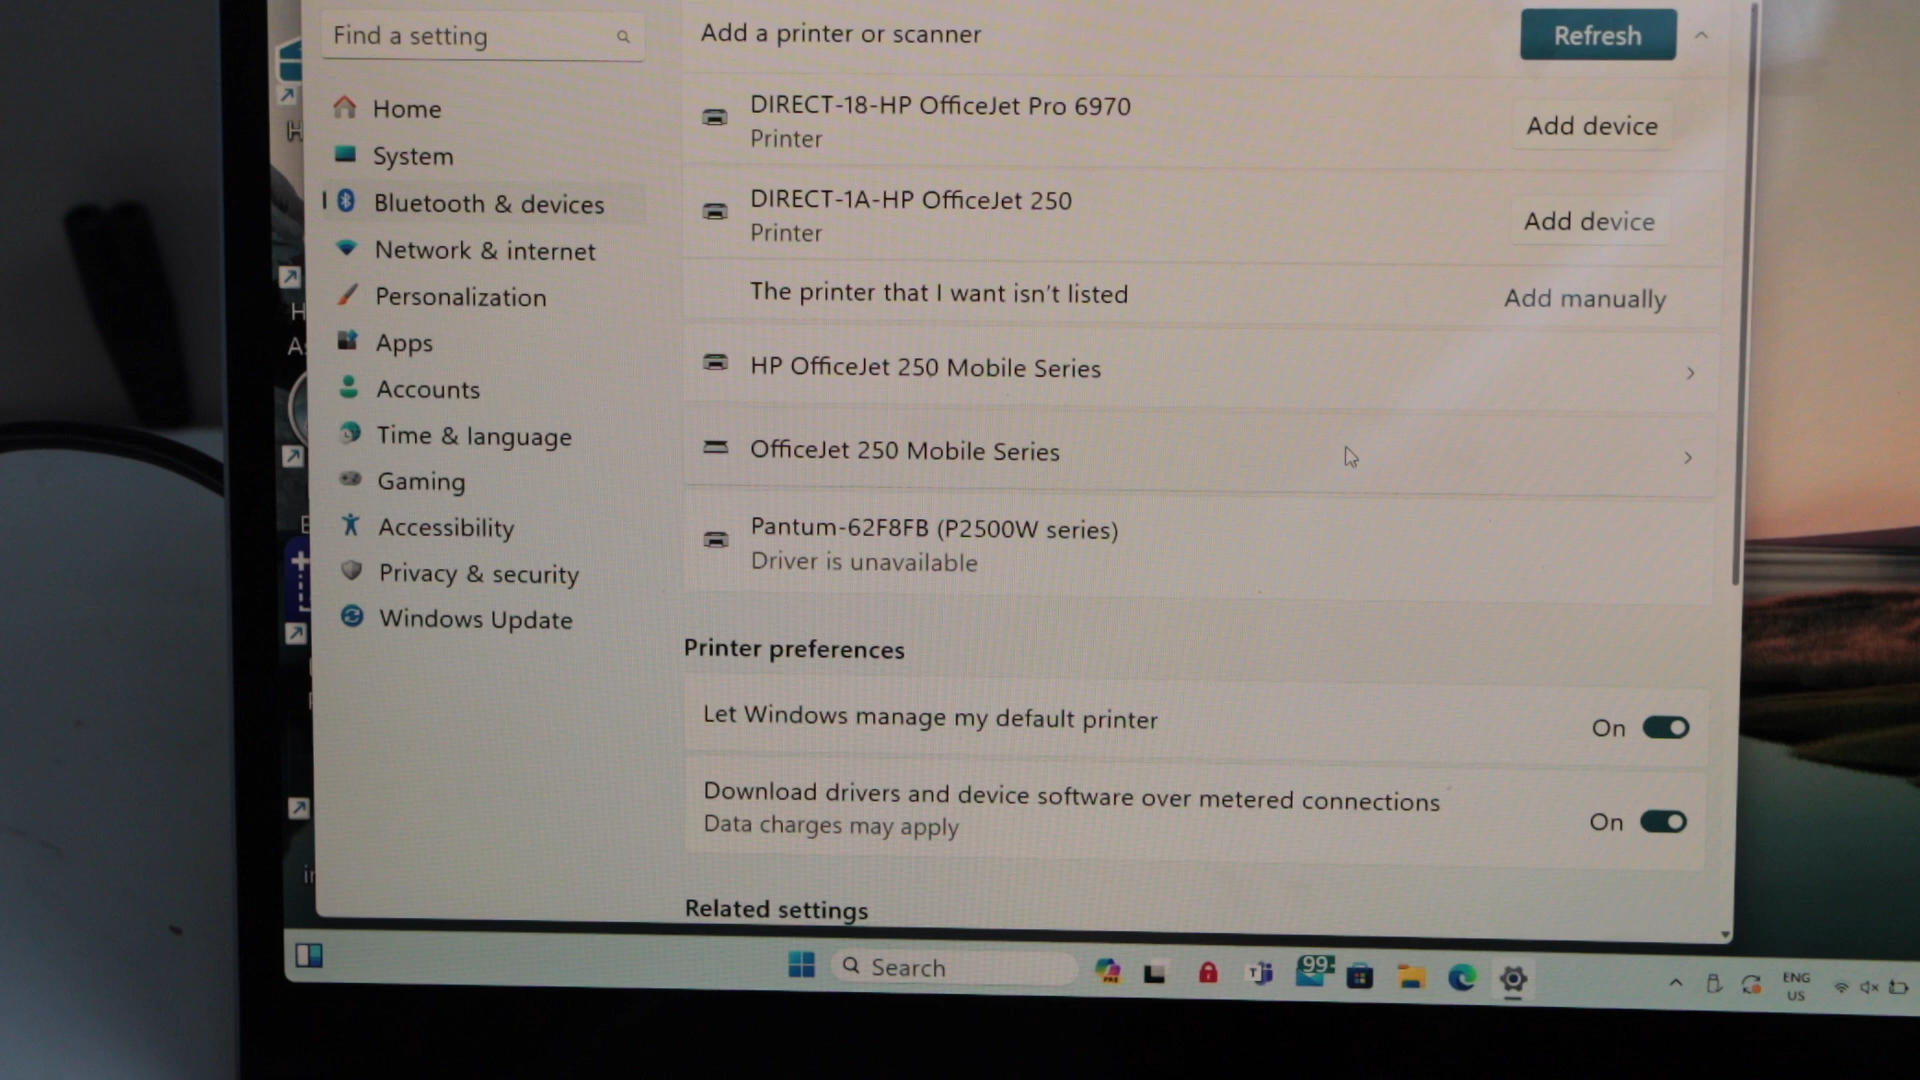 Find a setting
Add a printer or scanner
Refresh
Home
System
Bluetooth & devices
Network & internet
Personalization
Apps
Accounts
Time & language
Gaming
Accessibility
Privacy & security
Windows Update
DIRECT-18-HP OfficeJet Pro 6970
Printer
Add device
DIRECT-1A-HP OfficeJet 250
Printer
Add device
The printer that I want isn't listed
Add manually
HP OfficeJet 250 Mobile Series
OfficeJet 250 Mobile Series
Pantum-62F8FB (P2500W series)
Driver is unavailable
Printer preferences
Let Windows manage my default printer
On
Download drivers and device software over metered connections
Data charges may apply
On
Related settings
Search
99+
ENG
US